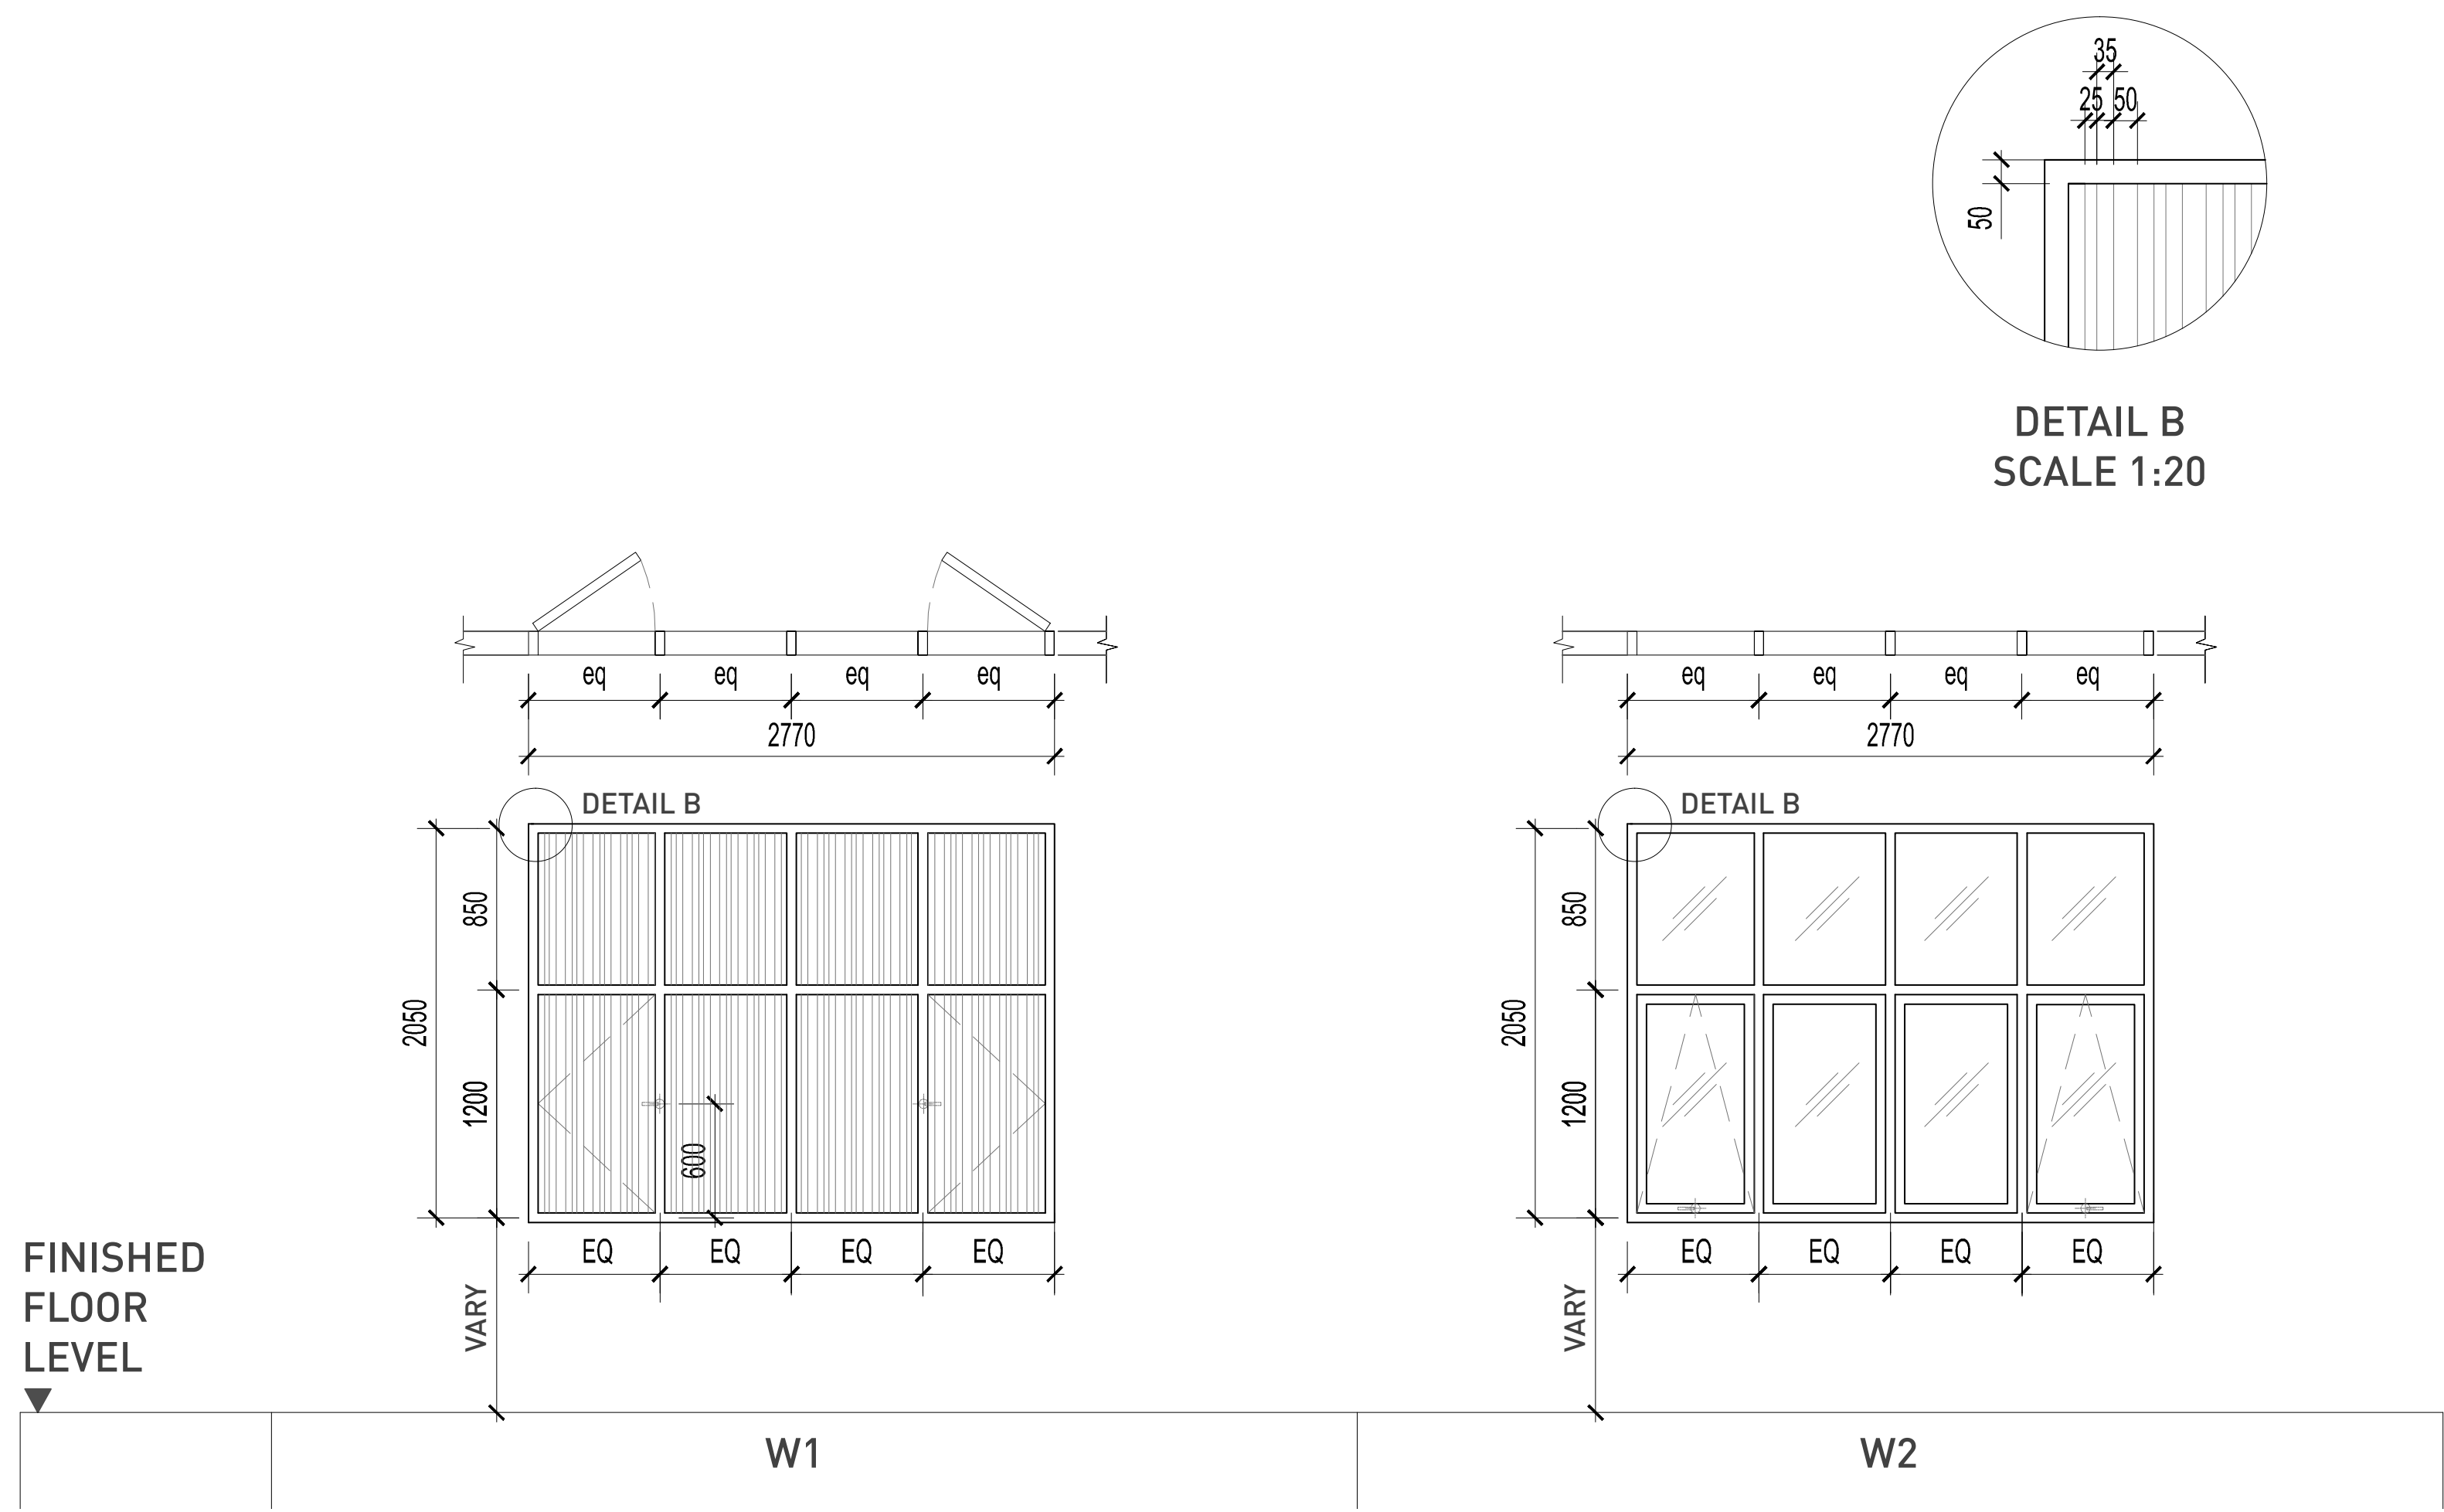 35
25 50
50
DETAIL B
SCALE 1:20
eq eq eq eq
2770
eq eq eq eq
2770
DETAIL B
850
2050
1200
600
EQ EQ EQ EQ
VARY
DETAIL B
850
2050
1200
EQ EQ EQ EQ
VARY
FINISHED
FLOOR
LEVEL
W1
W2